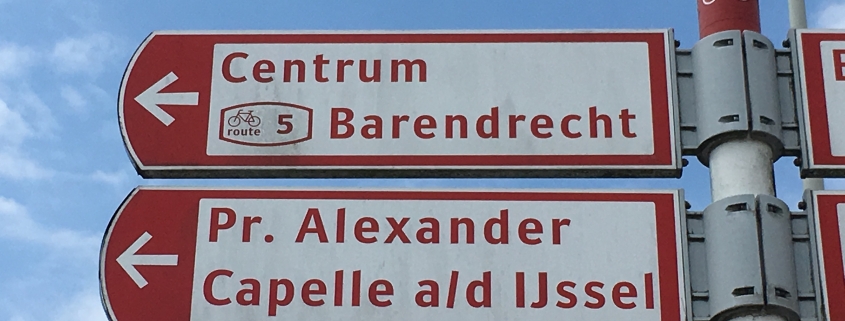 Centrum
route 5 Barendrecht
Pr. Alexander
Capelle a/d IJssel